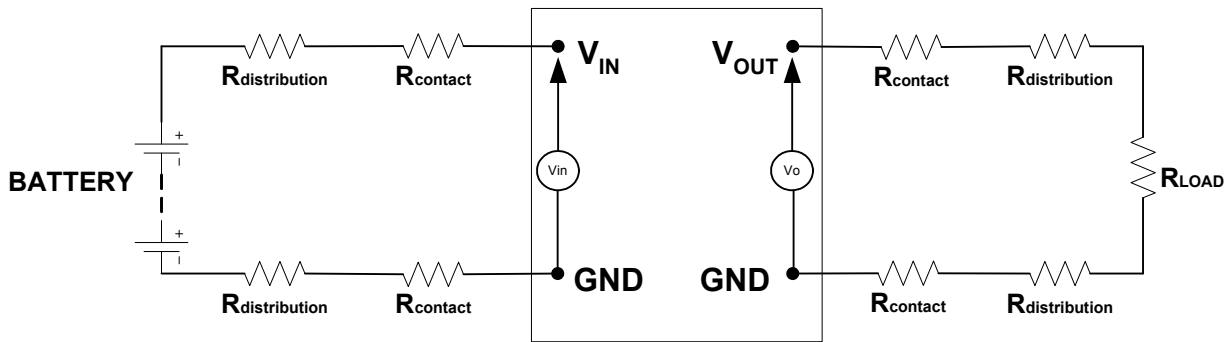 Rdistribution
Rcontact
VIN
VOUT
Rcontact
Rdistribution
+
-
BATTERY
Vin
Vo
RLOAD
+
-
Rdistribution
Rcontact
GND
GND
Rcontact
Rdistribution